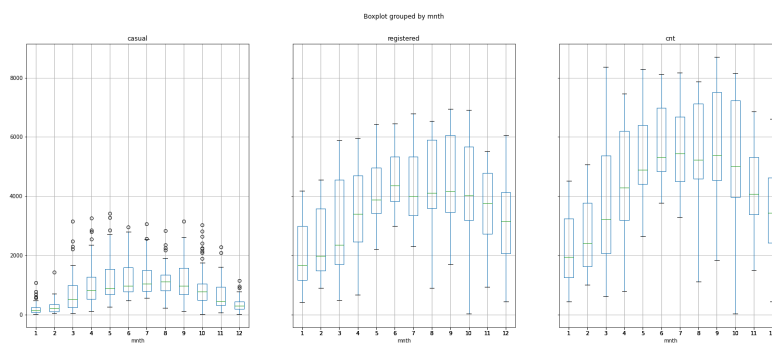 Boxplot grouped by mnth
casual
registered
cnt
8000
6000
4000
2000
0
1 2 3 4 5 6 7 8 9 10 11 12
1 2 3 4 5 6 7 8 9 10 11 12
1 2 3 4 5 6 7 8 9 10 11 12
mnth
mnth
mnth